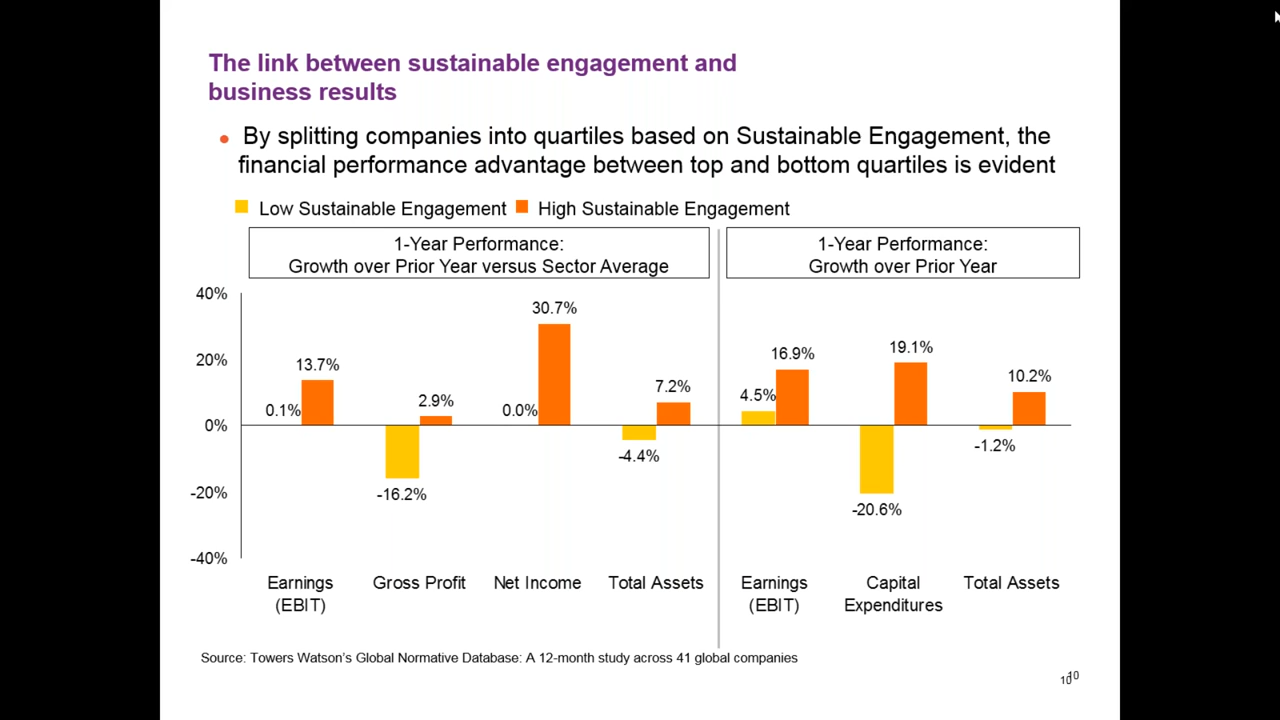 The link between sustainable engagement and
business results
• By splitting companies into quartiles based on Sustainable Engagement, the
financial performance advantage between top and bottom quartiles is evident
Low Sustainable Engagement High Sustainable Engagement
1-Year Performance:
Growth over Prior Year versus Sector Average
1-Year Performance:
Growth over Prior Year
40%
20%
0%
-20%
-40%
0.1%
13.7%
-16.2%
2.9%
0.0%
30.7%
-4.4%
7.2%
4.5%
16.9%
-20.6%
19.1%
-1.2%
10.2%
Earnings
(EBIT)
Gross Profit
Net Income
Total Assets
Earnings
(EBIT)
Capital
Expenditures
Total Assets
Source: Towers Watson’s Global Normative Database: A 12-month study across 41 global companies
10
10